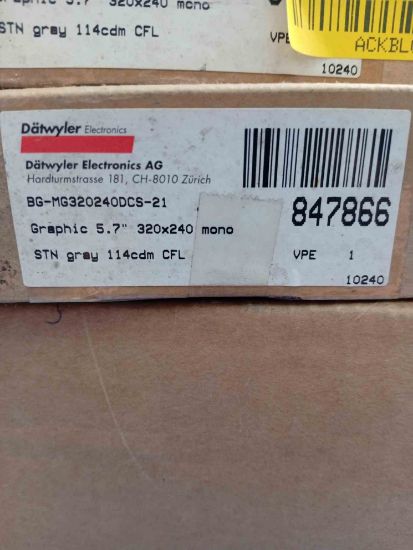 Graphic 5.7" 320x240 mono
STN gray 114cdm CFL
VPE
ACKBL
10240
Dätwyler Electronics
Dätwyler Electronics AG
Hardturmstrasse 181, CH-8010 Zürich
BG-MG320240DCS-21
847866
Graphic 5.7" 320x240 mono
STN gray 114cdm CFL
VPE 1
10240